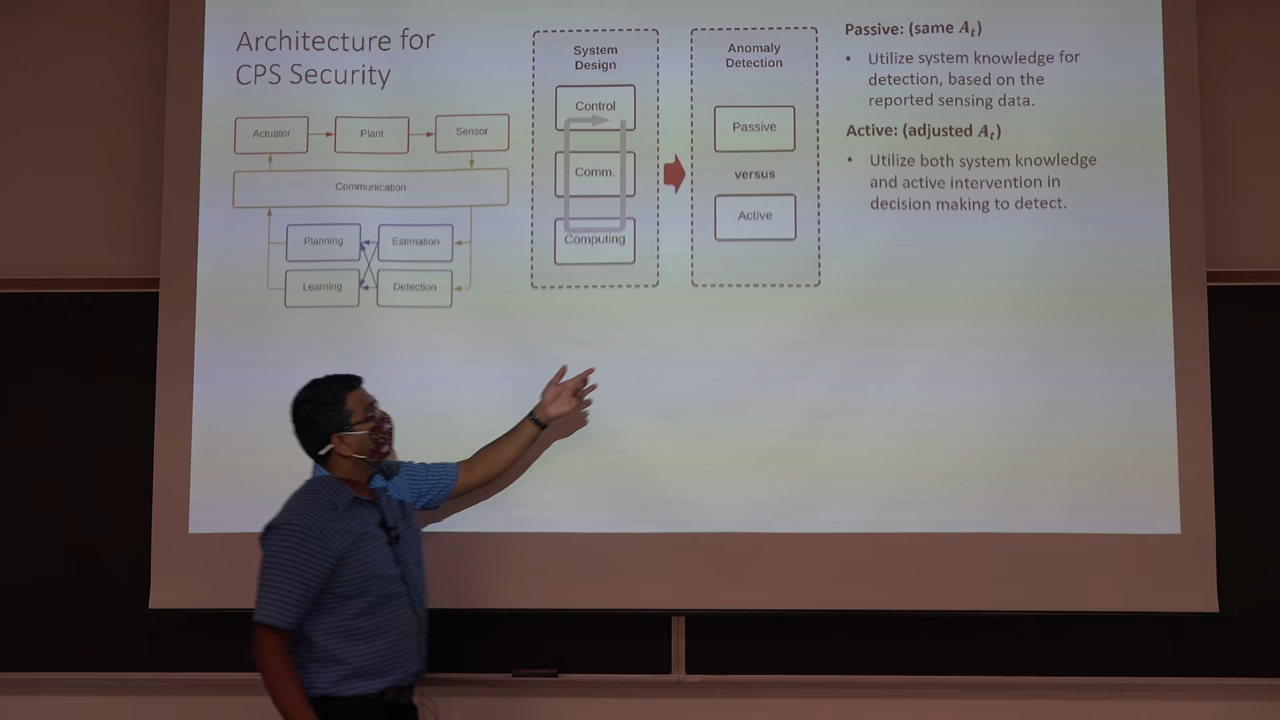 Architecture for
CPS Security
Actuator
Plant
Sensor
Communication
Planning
Estimation
Learning
Detection
System
Design
Control
Comm.
Computing
Anomaly
Detection
Passive
versus
Active
Passive: (same Aₜ)
• Utilize system knowledge for
detection, based on the
reported sensing data.
Active: (adjusted Aₜ)
• Utilize both system knowledge
and active intervention in
decision making to detect.